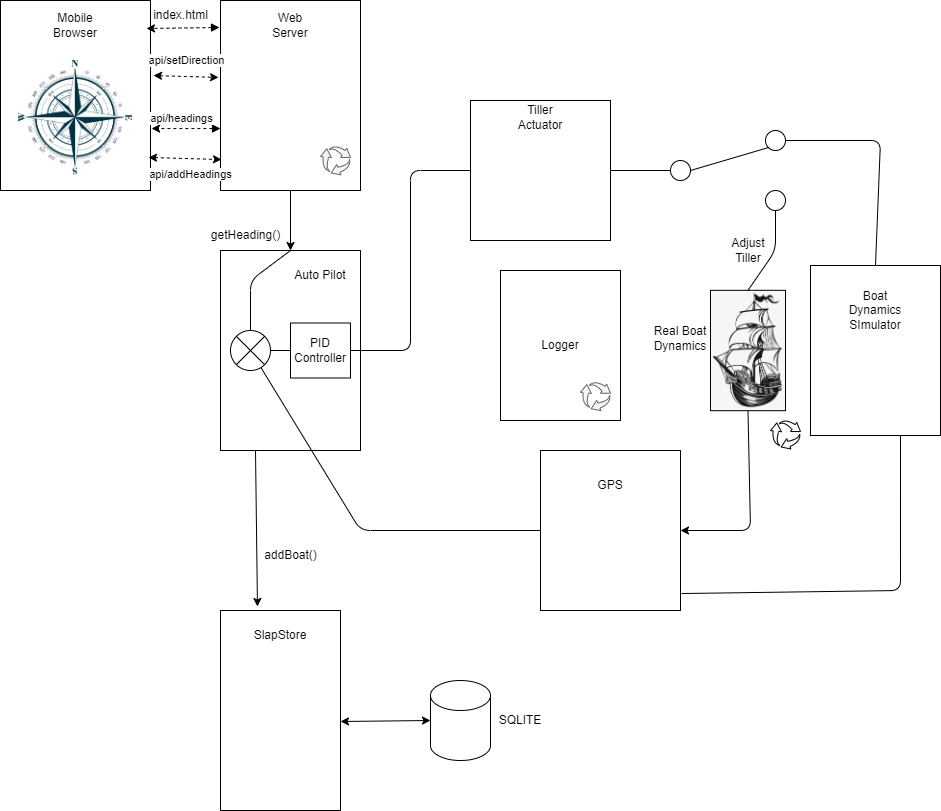 Mobile
Browser
index.html
Web
Server
api/setDirection
api/headings
api/addHeadings
N
E
S
W
Tiller
Actuator
getHeading()
Auto Pilot
PID
Controller
Adjust
Tiller
Real Boat
Dynamics
Boat
Dynamics
SImulator
Logger
GPS
addBoat()
SlapStore
SQLITE